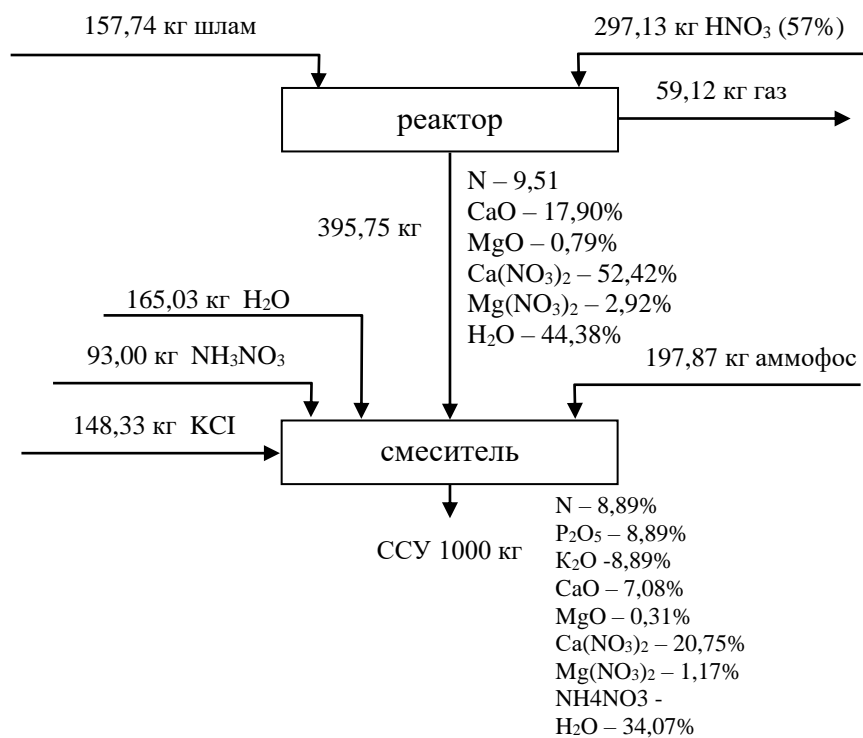 157,74 кг шлам
297,13 кг HNO₃ (57%)
59,12 кг газ
реактор
N – 9,51
CaO – 17,90%
MgO – 0,79%
Ca(NO₃)₂ – 52,42%
Mg(NO₃)₂ – 2,92%
H₂O – 44,38%
395,75 кг
165,03 кг H₂O
93,00 кг NH₃NO₃
197,87 кг аммофос
148,33 кг KCI
смеситель
ССУ 1000 кг
N – 8,89%
P₂O₅ – 8,89%
K₂O -8,89%
CaO – 7,08%
MgO – 0,31%
Ca(NO₃)₂ – 20,75%
Mg(NO₃)₂ – 1,17%
NH4NO3 -
H₂O – 34,07%